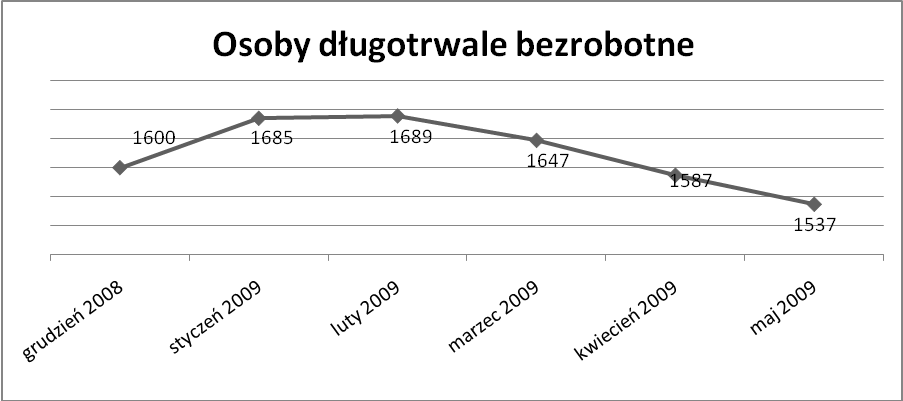 Osoby długotrwale bezrobotne
1600
1685
1689
1647
1587
1537
grudzień 2008
styczeń 2009
luty 2009
marzec 2009
kwiecień 2009
maj 2009